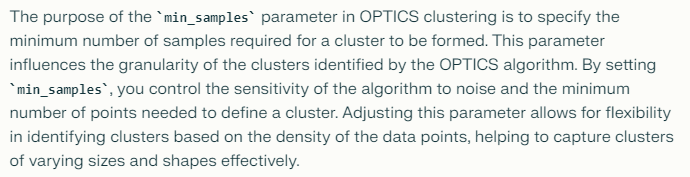 The purpose of the `min_samples` parameter in OPTICS clustering is to specify the
minimum number of samples required for a cluster to be formed. This parameter
influences the granularity of the clusters identified by the OPTICS algorithm. By setting
`min_samples`, you control the sensitivity of the algorithm to noise and the minimum
number of points needed to define a cluster. Adjusting this parameter allows for flexibility
in identifying clusters based on the density of the data points, helping to capture clusters
of varying sizes and shapes effectively.